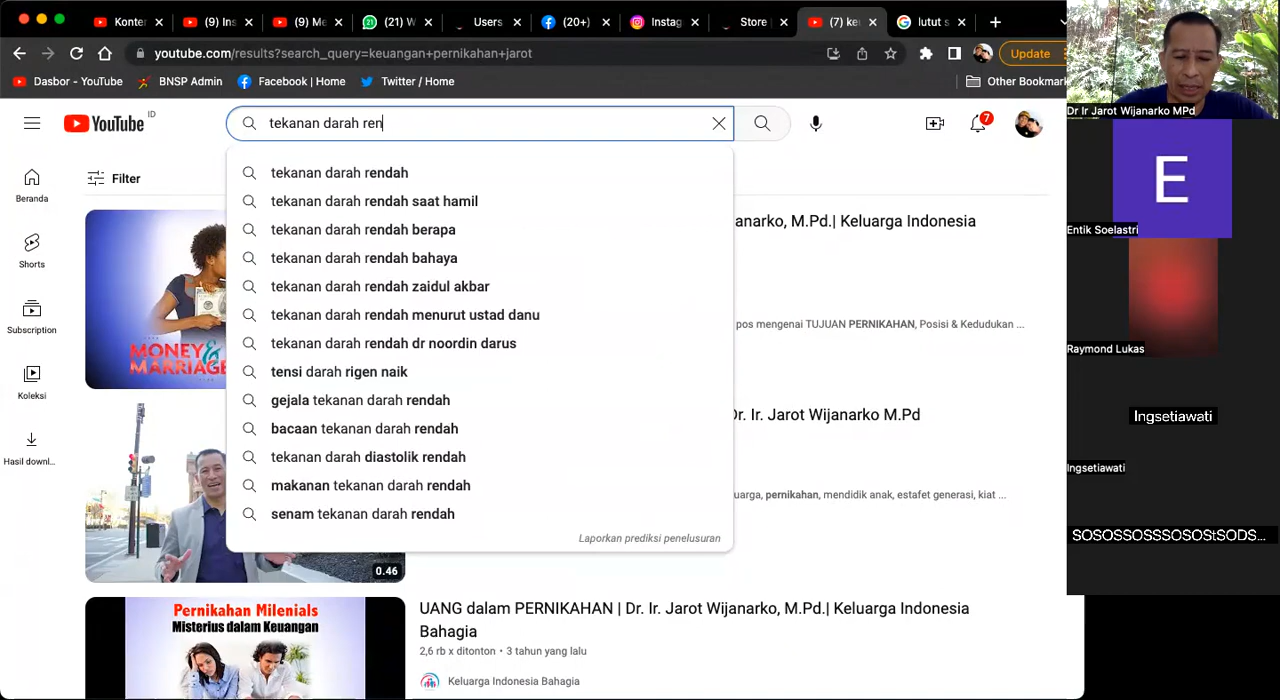 Konter
(9) Ins
(9) Me
(21) W
Users
(20+)
Instag
Store
(7) keu
lutut s
youtube.com/results?search_query=keuangan+pernikahan+jarot
Update
Dasbor - YouTube
BNSP Admin
Facebook | Home
Twitter / Home
Other Bookmark
YouTube ID
tekanan darah ren
7
Filter
Beranda
Shorts
Subscription
Koleksi
Hasil downl...
tekanan darah rendah
tekanan darah rendah saat hamil
tekanan darah rendah berapa
tekanan darah rendah bahaya
tekanan darah rendah zaidul akbar
tekanan darah rendah menurut ustad danu
tekanan darah rendah dr noordin darus
tensi darah rigen naik
gejala tekanan darah rendah
bacaan tekanan darah rendah
tekanan darah diastolik rendah
makanan tekanan darah rendah
senam tekanan darah rendah
Laporkan prediksi penelusuran
MONEY &
MARRIAGE
anarko, M.Pd.| Keluarga Indonesia
pos mengenai TUJUAN PERNIKAHAN, Posisi & Kedudukan ...
Dr. Ir. Jarot Wijanarko M.Pd
uarga, pernikahan, mendidik anak, estafet generasi, kiat ...
0.46
Pernikahan Milenials
Misterius dalam Keuangan
UANG dalam PERNIKAHAN | Dr. Ir. Jarot Wijanarko, M.Pd.| Keluarga Indonesia
Bahagia
2,6 rb x ditonton • 3 tahun yang lalu
Keluarga Indonesia Bahagia
Dr Ir Jarot Wijanarko MPd
E
Entik Soelastri
Raymond Lukas
Ingsetiawati
Ingsetiawati
SOSOSSOSSSOSOStSODS...